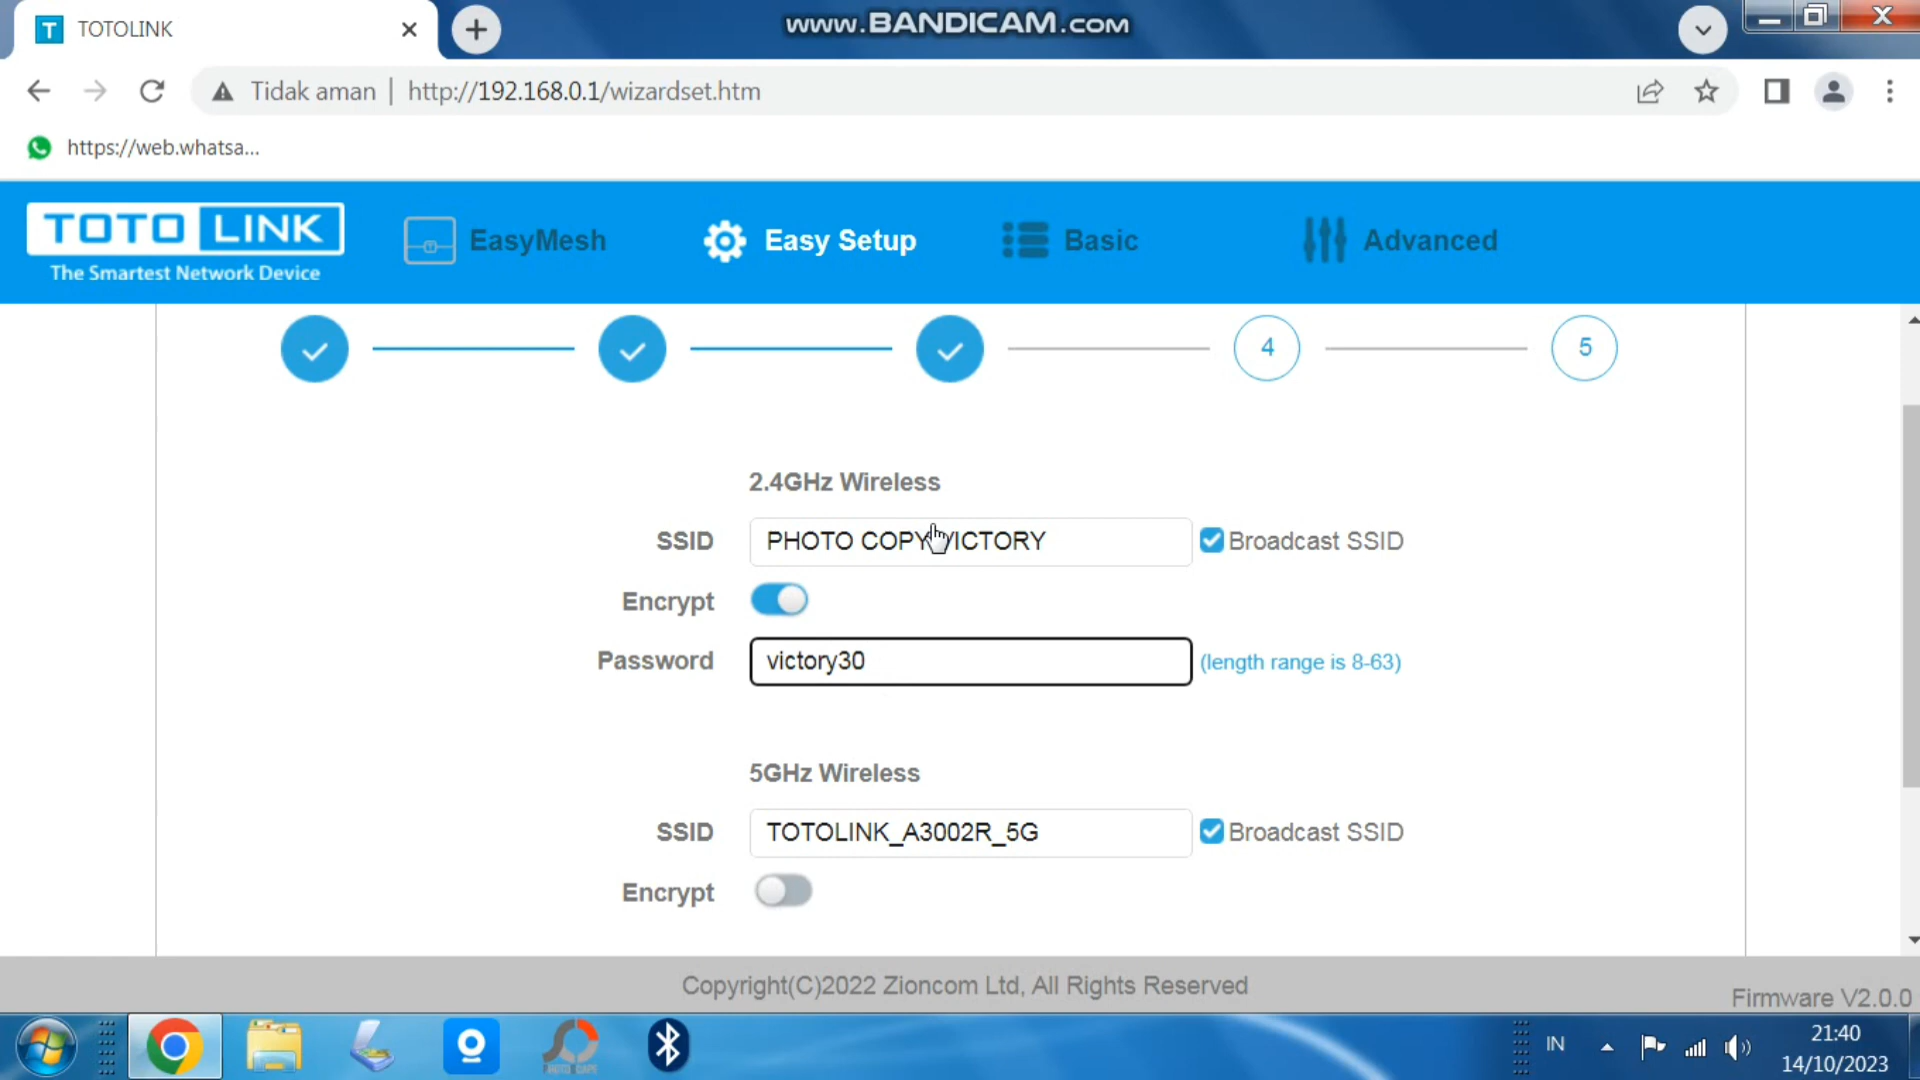 TOTOLINK
www.BANDICAM.com
Tidak aman | http://192.168.0.1/wizardset.htm
https://web.whatsa...
TOTO LINK
The Smartest Network Device
EasyMesh
Easy Setup
Basic
Advanced
4
5
2.4GHz Wireless
SSID PHOTO COPY VICTORY Broadcast SSID
Encrypt
Password victory30 (length range is 8-63)
5GHz Wireless
SSID TOTOLINK_A3002R_5G Broadcast SSID
Encrypt
Copyright(C)2022 Zioncom Ltd, All Rights Reserved
Firmware V2.0.0
IN
21:40
14/10/2023